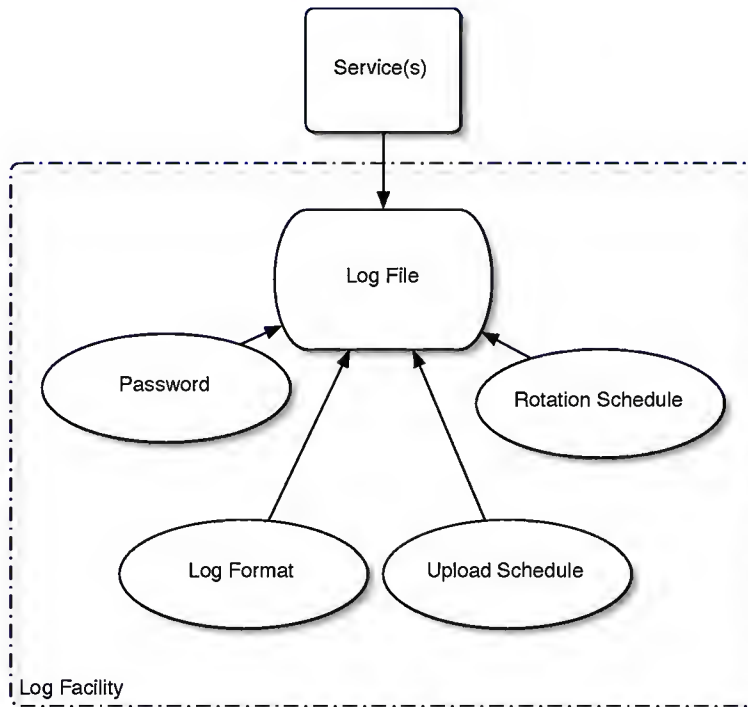 Service(s)
Log File
Password
Rotation Schedule
Log Format
Upload Schedule
Log Facility